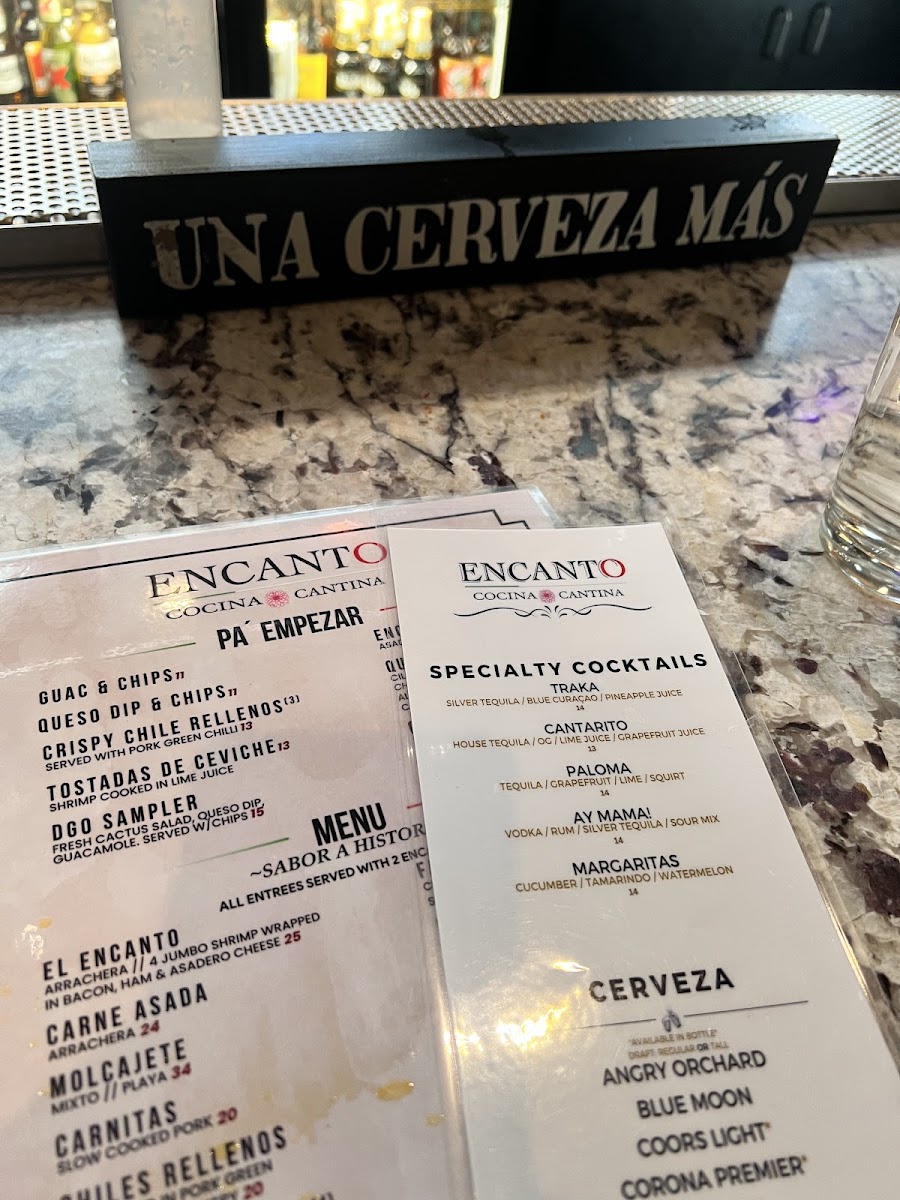 UNA CERVEZA MÁS
ENCANTO
COCINA CANTINA
PA´ EMPEZAR
GUAC & CHIPS 11
QUESO DIP & CHIPS 11
CRISPY CHILE RELLENOS (3)
SERVED WITH PORK GREEN CHILLI 13
TOSTADAS DE CEVICHE 13
SHRIMP COOKED IN LIME JUICE
DGO SAMPLER
FRESH CACTUS SALAD, QUESO DIP,
GUACAMOLE. SERVED W/CHIPS 15
MENU
~SABOR A HISTOR
ALL ENTREES SERVED WITH 2 ENC
EL ENCANTO
ARRACHERA // 4 JUMBO SHRIMP WRAPPED
IN BACON, HAM & ASADERO CHEESE 25
CARNE ASADA
ARRACHERA 24
MOLCAJETE
MIXTO // PLAYA 34
CARNITAS
SLOW COOKED PORK 20
CHILES RELLENOS
IN PORK GREEN
20
ENCANTO
COCINA CANTINA
SPECIALTY COCKTAILS
TRAKA
SILVER TEQUILA / BLUE CURAÇAO / PINEAPPLE JUICE
14
CANTARITO
HOUSE TEQUILA / OG / LIME JUICE / GRAPEFRUIT JUICE
13
PALOMA
TEQUILA / GRAPEFRUIT / LIME / SQUIRT
14
AY MAMA!
VODKA / RUM / SILVER TEQUILA / SOUR MIX
14
MARGARITAS
CUCUMBER / TAMARINDO / WATERMELON
14
CERVEZA
*AVAILABLE IN BOTTLE*
DRAFT: REGULAR OR TALL
ANGRY ORCHARD
BLUE MOON
COORS LIGHT*
CORONA PREMIER*